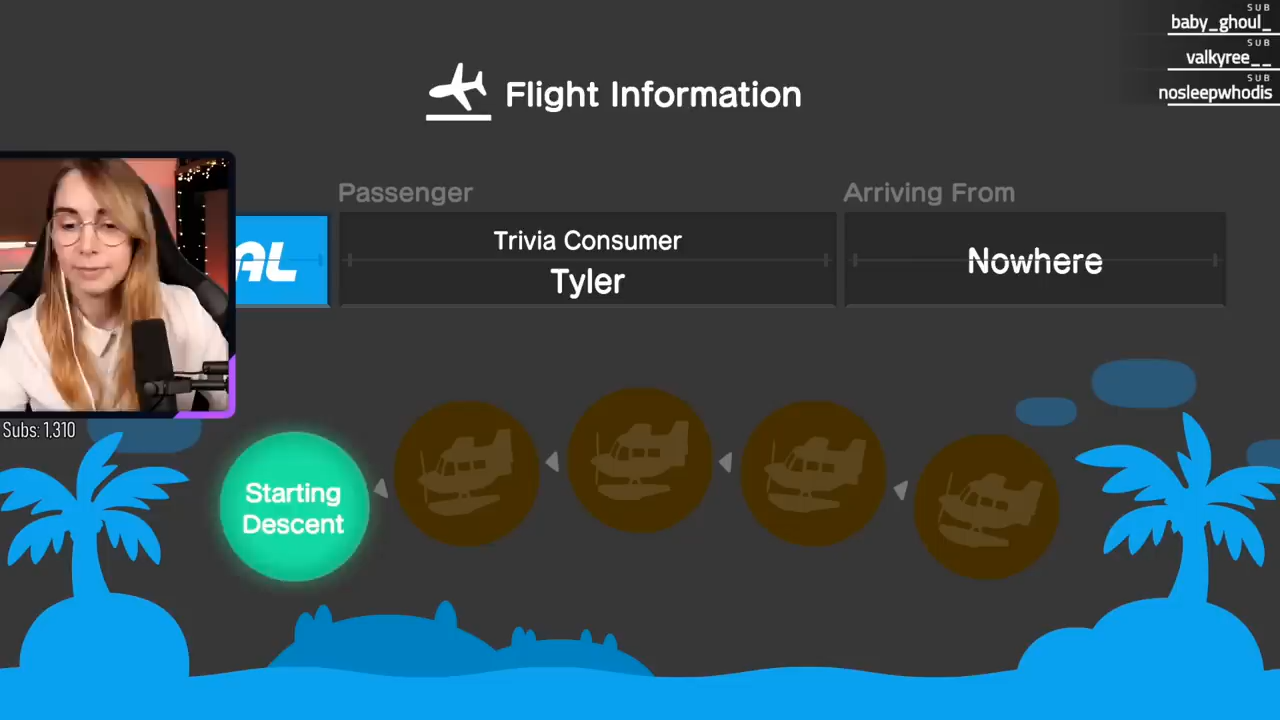 SUB
baby_ghoul_
SUB
valkyree__
SUB
nosleepwhodis
Flight Information
Passenger
Arriving From
AL
Trivia Consumer
Tyler
Nowhere
Subs: 1,310
Starting
Descent